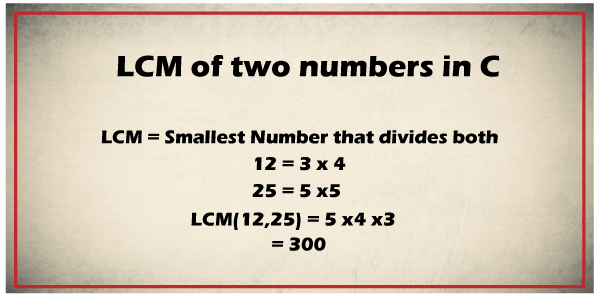 LCM of two numbers in C
LCM = Smallest Number that divides both
12 = 3 x 4
25 = 5 x5
LCM(12,25) = 5 x4 x3
= 300